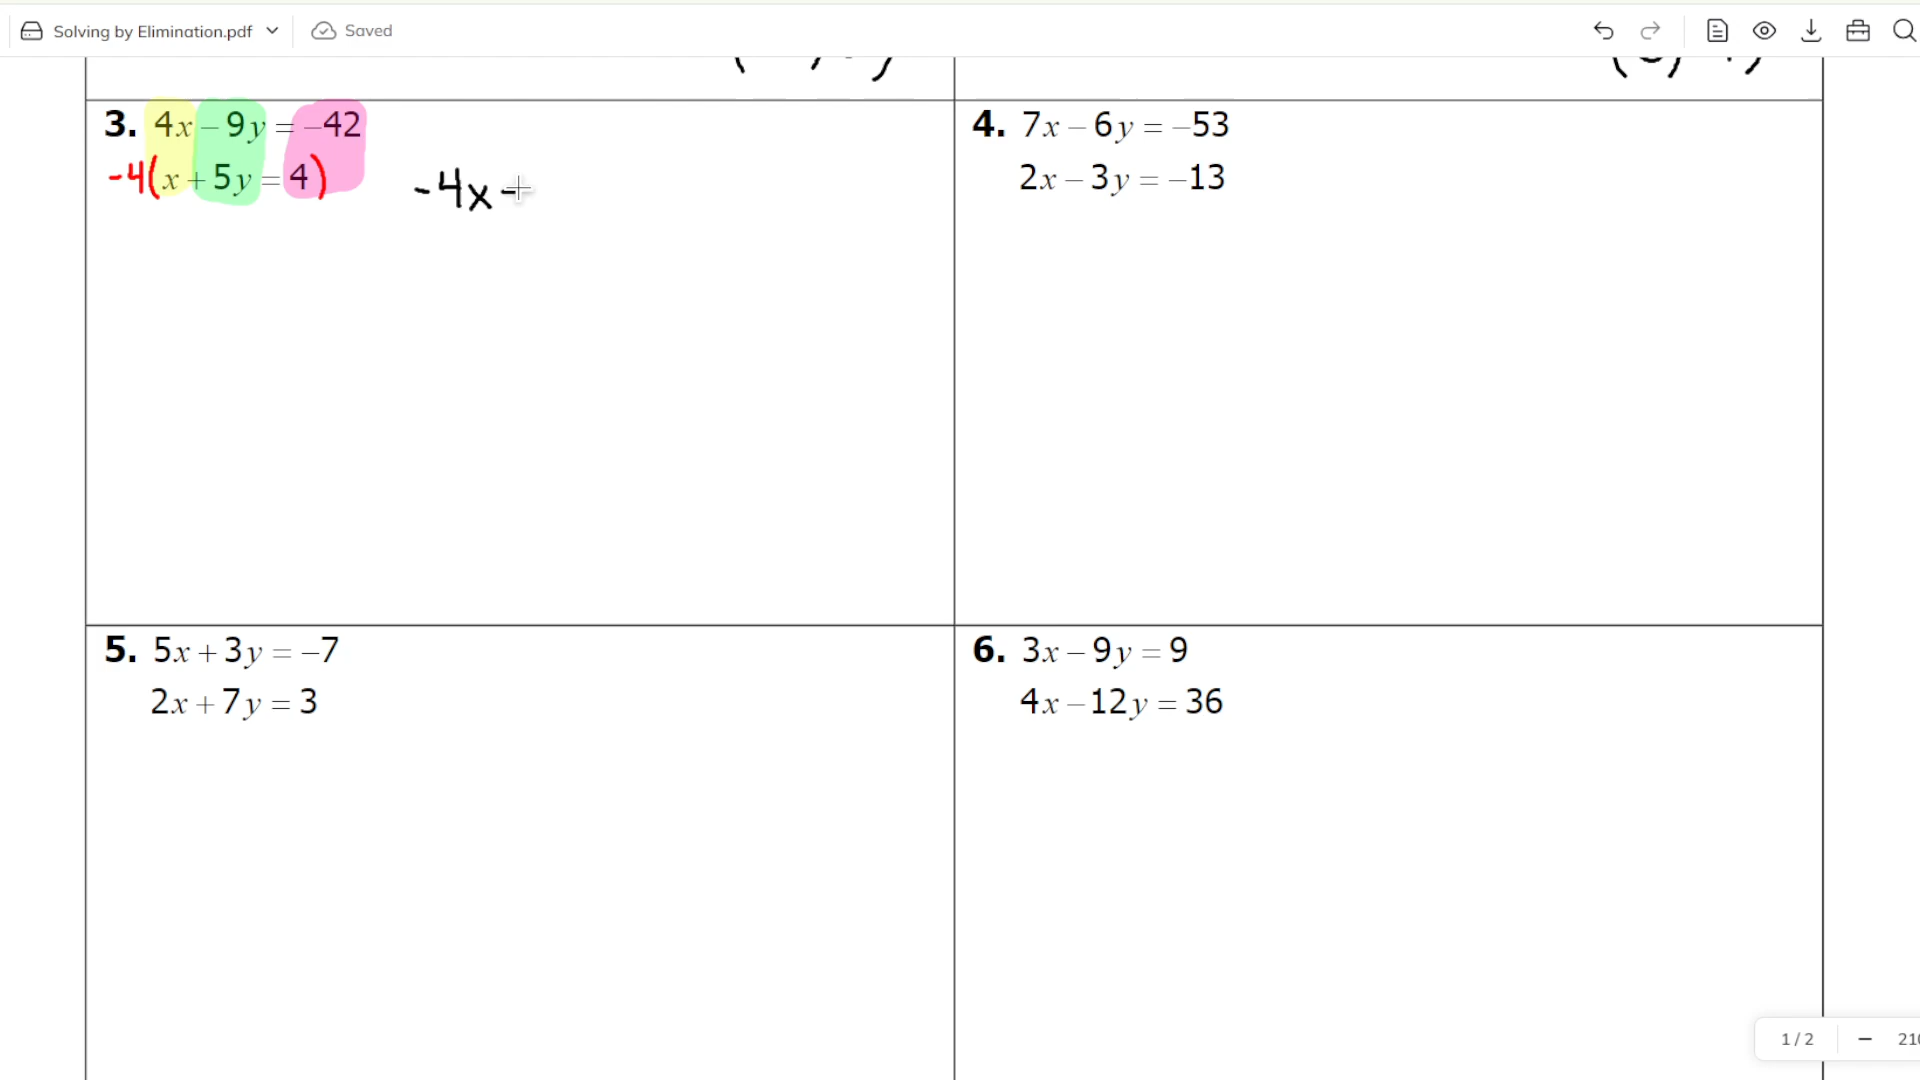 Solving by Elimination.pdf Saved
3. 4x – 9y = –42
-4(x + 5y = 4)
-4x -
4. 7x – 6y = –53
2x – 3y = –13
5. 5x + 3y = –7
2x + 7y = 3
6. 3x – 9y = 9
4x – 12y = 36
1 / 2 – 210